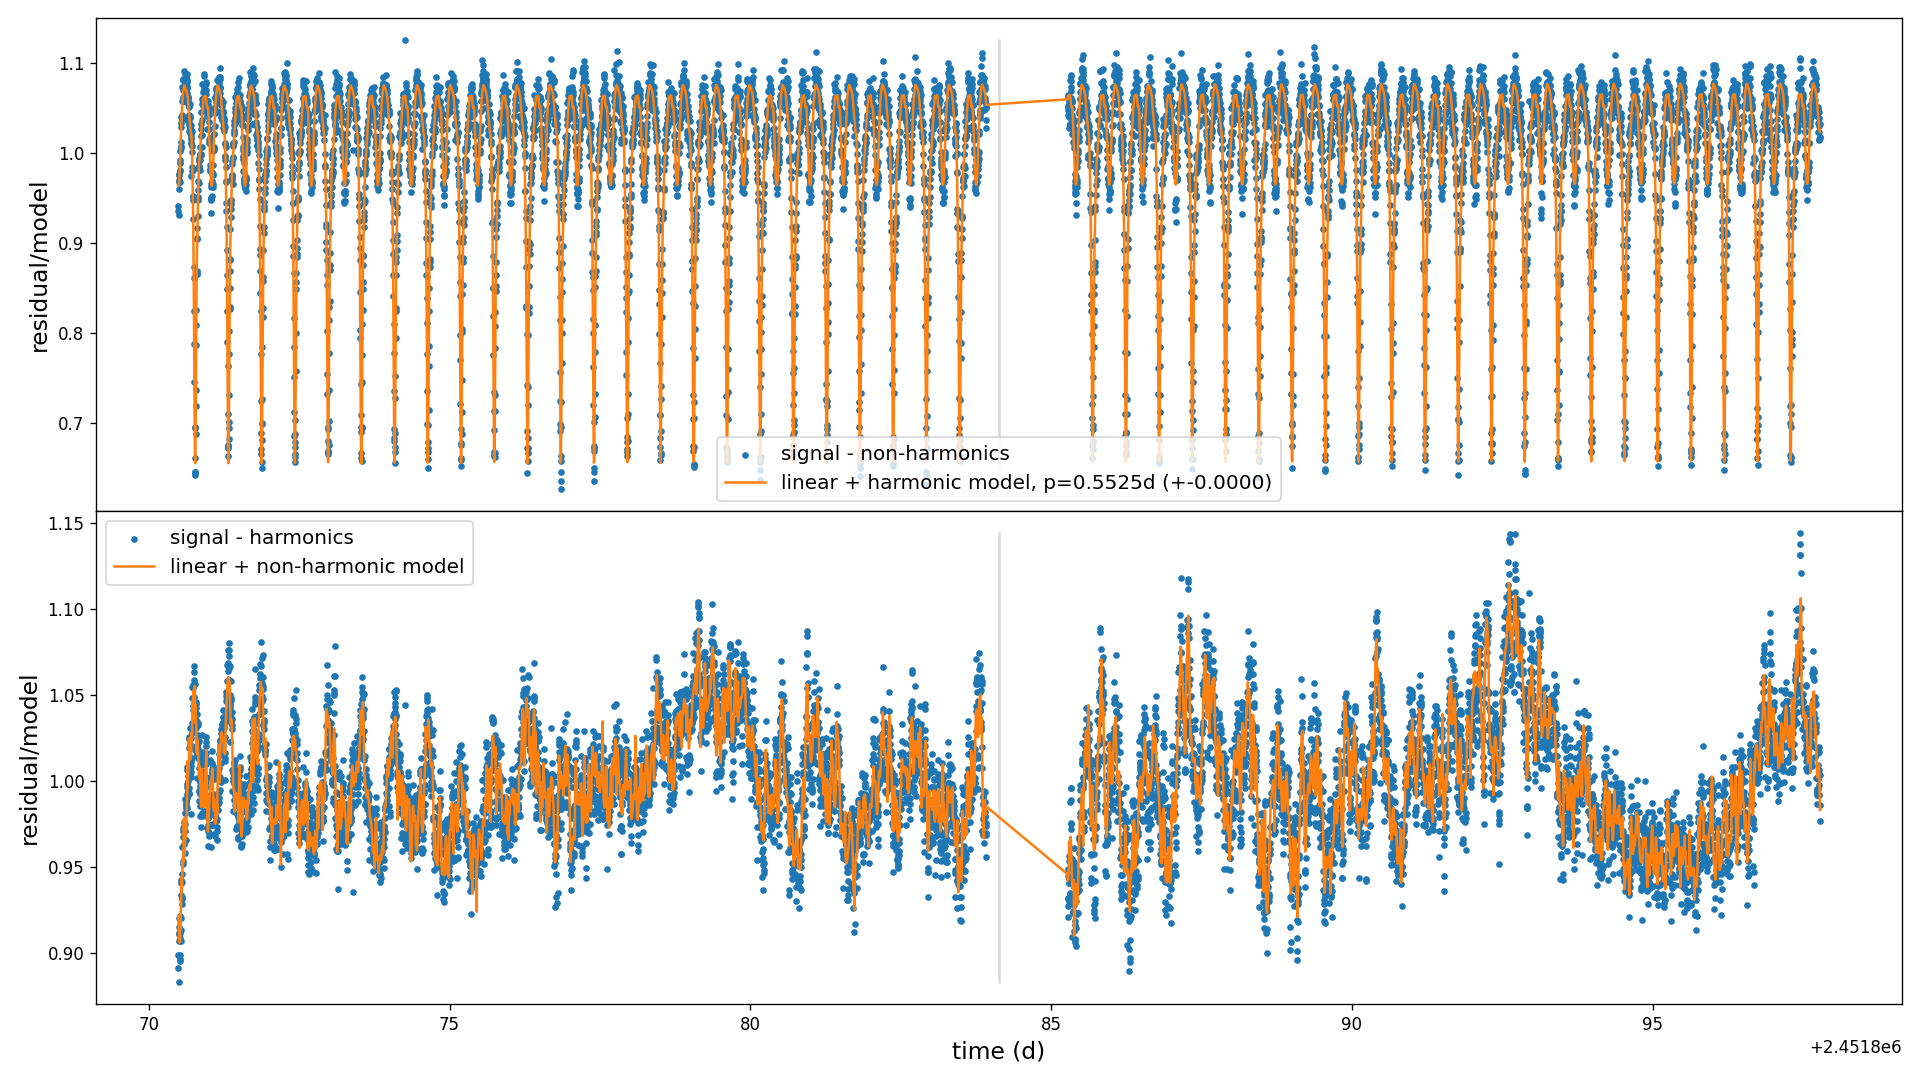 1.1
1.0
0.9
0.8
0.7
residual/model
signal - non-harmonics
linear + harmonic model, p=0.5525d (+-0.0000)
1.15
1.10
1.05
1.00
0.95
0.90
residual/model
signal - harmonics
linear + non-harmonic model
70
75
80
85
90
95
time (d)
+2.4518e6